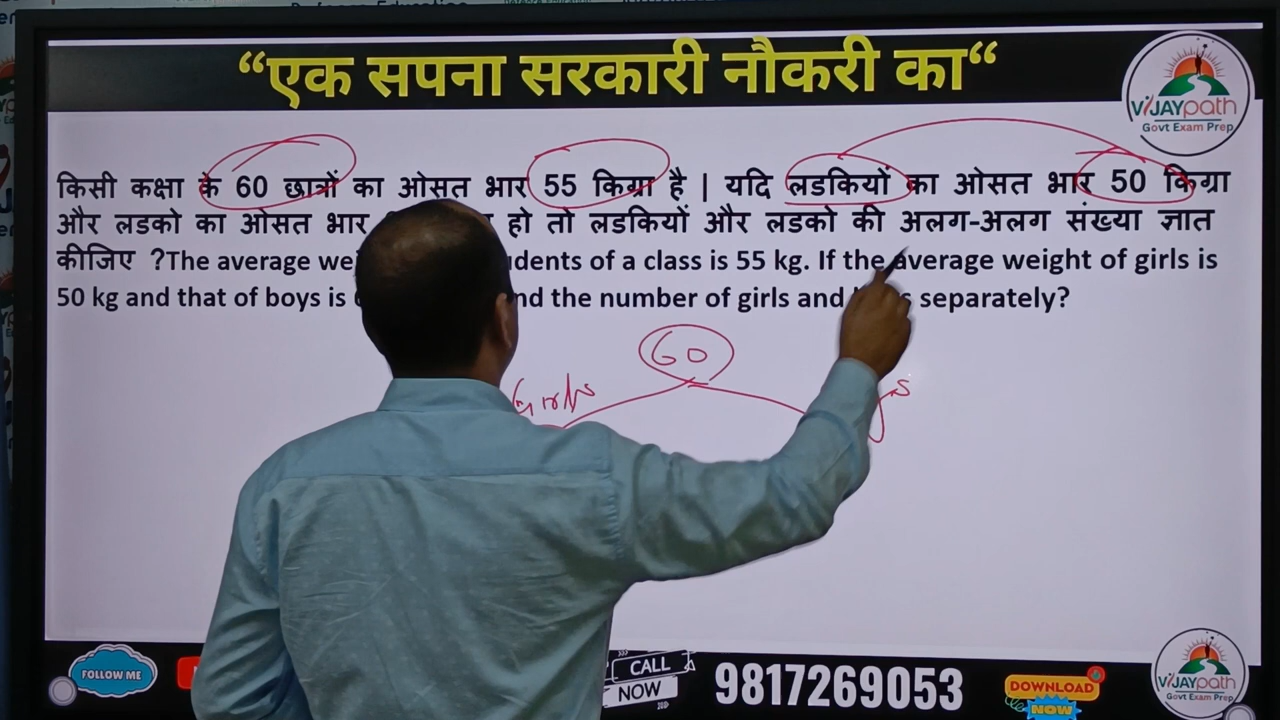 “एक सपना सरकारी नौकरी का“
VIJAYpath
Govt Exam Prep
किसी कक्षा के 60 छात्रों का ओसत भार 55 किग्रा है | यदि लडकियों का ओसत भार 50 किग्रा
और लडको का ओसत भार हो तो लडकियों और लडको की अलग-अलग संख्या ज्ञात
कीजिए ?The average of a class is 55 kg. If the average weight of girls is
50 kg and that of boys is the number of girls and separately?
60
Girls
FOLLOW ME
CALL
NOW
9817269053
DOWNLOAD
NOW
VIJAYpath
Govt Exam Prep